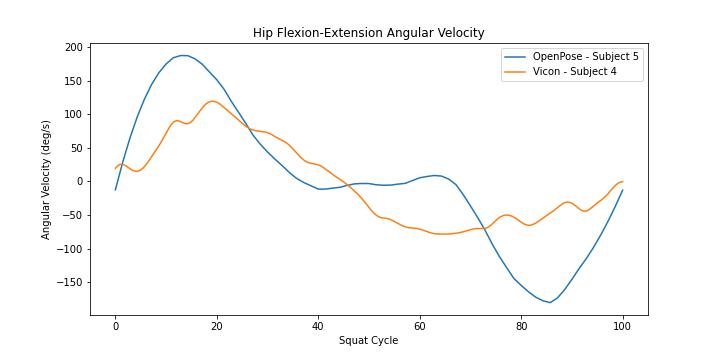 Hip Flexion-Extension Angular Velocity
OpenPose - Subject 5
Vicon - Subject 4
200
150
100
50
0
−50
−100
−150
Angular Velocity (deg/s)
0 20 40 60 80 100
Squat Cycle